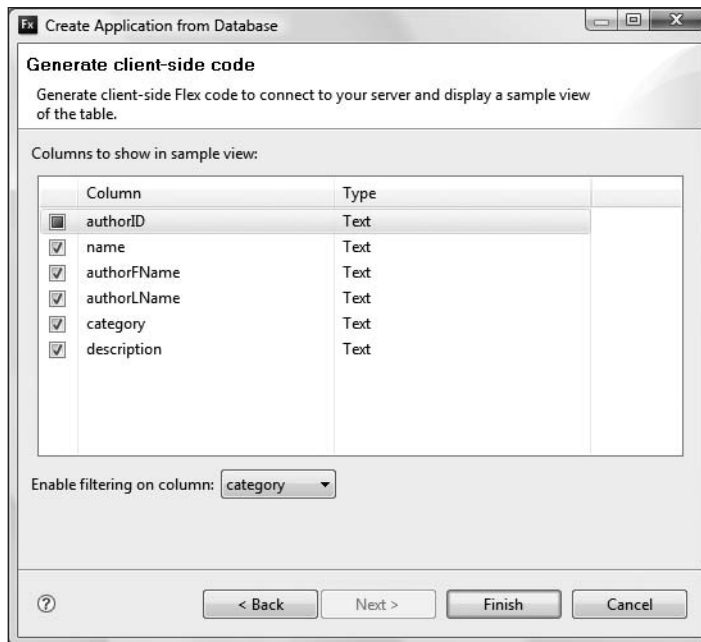 Fx Create Application from Database
Generate client-side code
Generate client-side Flex code to connect to your server and display a sample view
of the table.
Columns to show in sample view:
Column Type
authorID Text
name Text
authorFName Text
authorLName Text
category Text
description Text
Enable filtering on column: category
? < Back Next > Finish Cancel